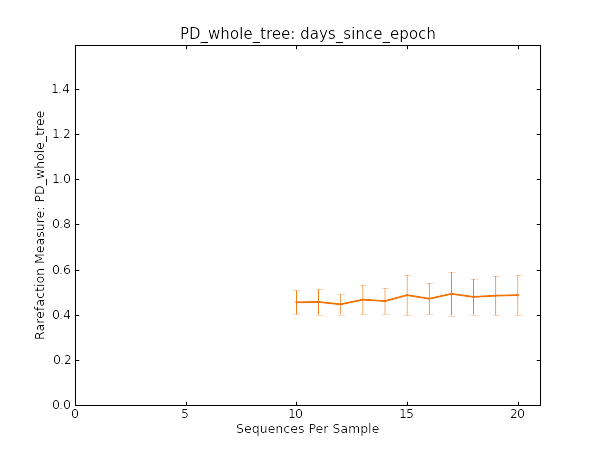 PD_whole_tree: days_since_epoch
Rarefaction Measure: PD_whole_tree
1.4
1.2
1.0
0.8
0.6
0.4
0.2
0.0
0 5 10 15 20
Sequences Per Sample